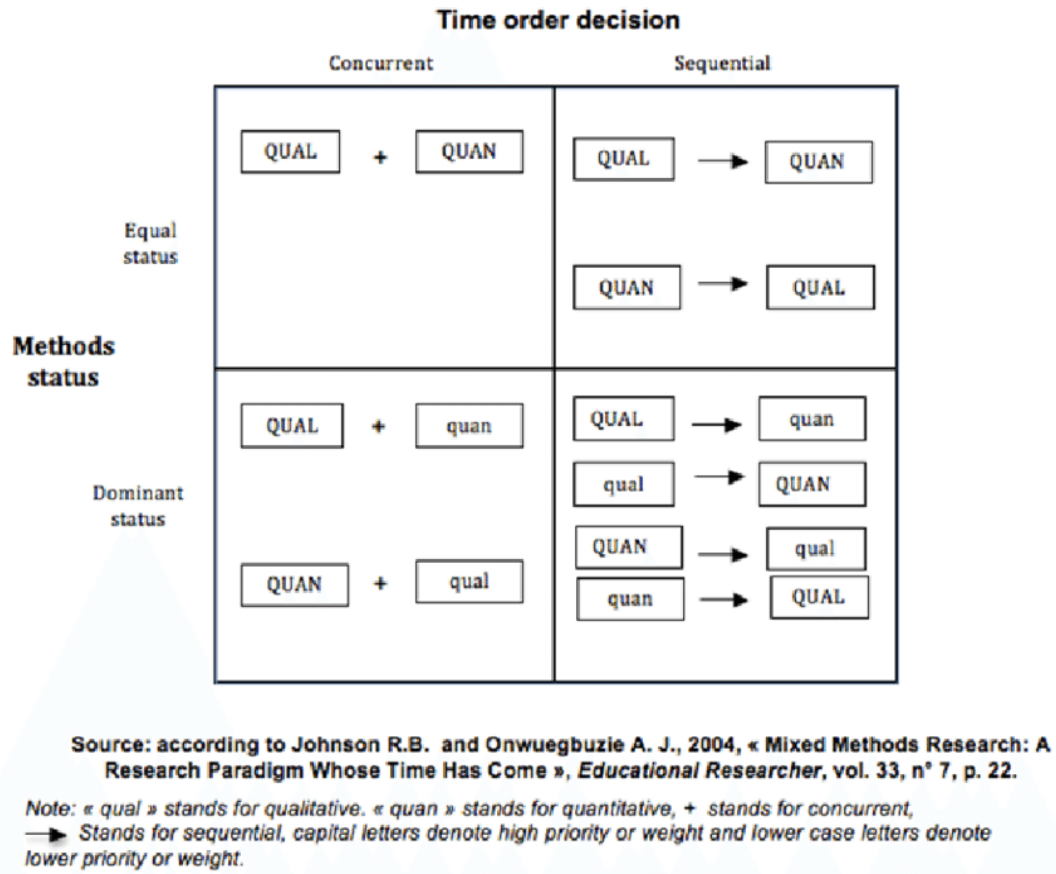 Time order decision
Concurrent Sequential
QUAL + QUAN QUAL → QUAN
Equal
status
QUAN → QUAL
Methods
status
QUAL + quan QUAL → quan
qual → QUAN
Dominant
status
QUAN → qual
QUAN + qual quan → QUAL
Source: according to Johnson R.B. and Onwuegbuzie A. J., 2004, « Mixed Methods Research: A
Research Paradigm Whose Time Has Come », Educational Researcher, vol. 33, n° 7, p. 22.
Note: « qual » stands for qualitative. « quan » stands for quantitative, + stands for concurrent,
→ Stands for sequential, capital letters denote high priority or weight and lower case letters denote
lower priority or weight.